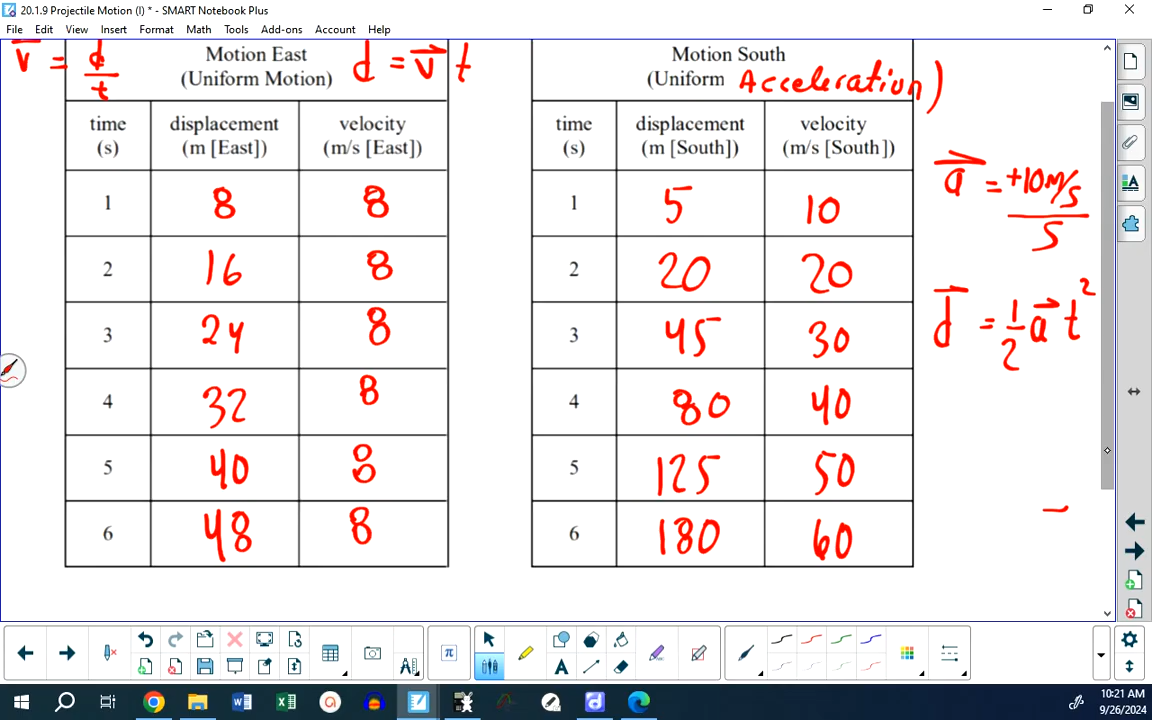 20.1.9 Projectile Motion (I) * - SMART Notebook Plus
File Edit View Insert Format Math Tools Add-ons Account Help
v = d/t
Motion East
(Uniform Motion)
d = v t
time (s) displacement (m [East]) velocity (m/s [East])
1 8 8
2 16 8
3 24 8
4 32 8
5 40 8
6 48 8
Motion South
(Uniform Acceleration)
time (s) displacement (m [South]) velocity (m/s [South])
1 5 10
2 20 20
3 45 30
4 80 40
5 125 50
6 180 60
a = +10 m/s / s
d = 1/2 a t²
10:21 AM
9/26/2024